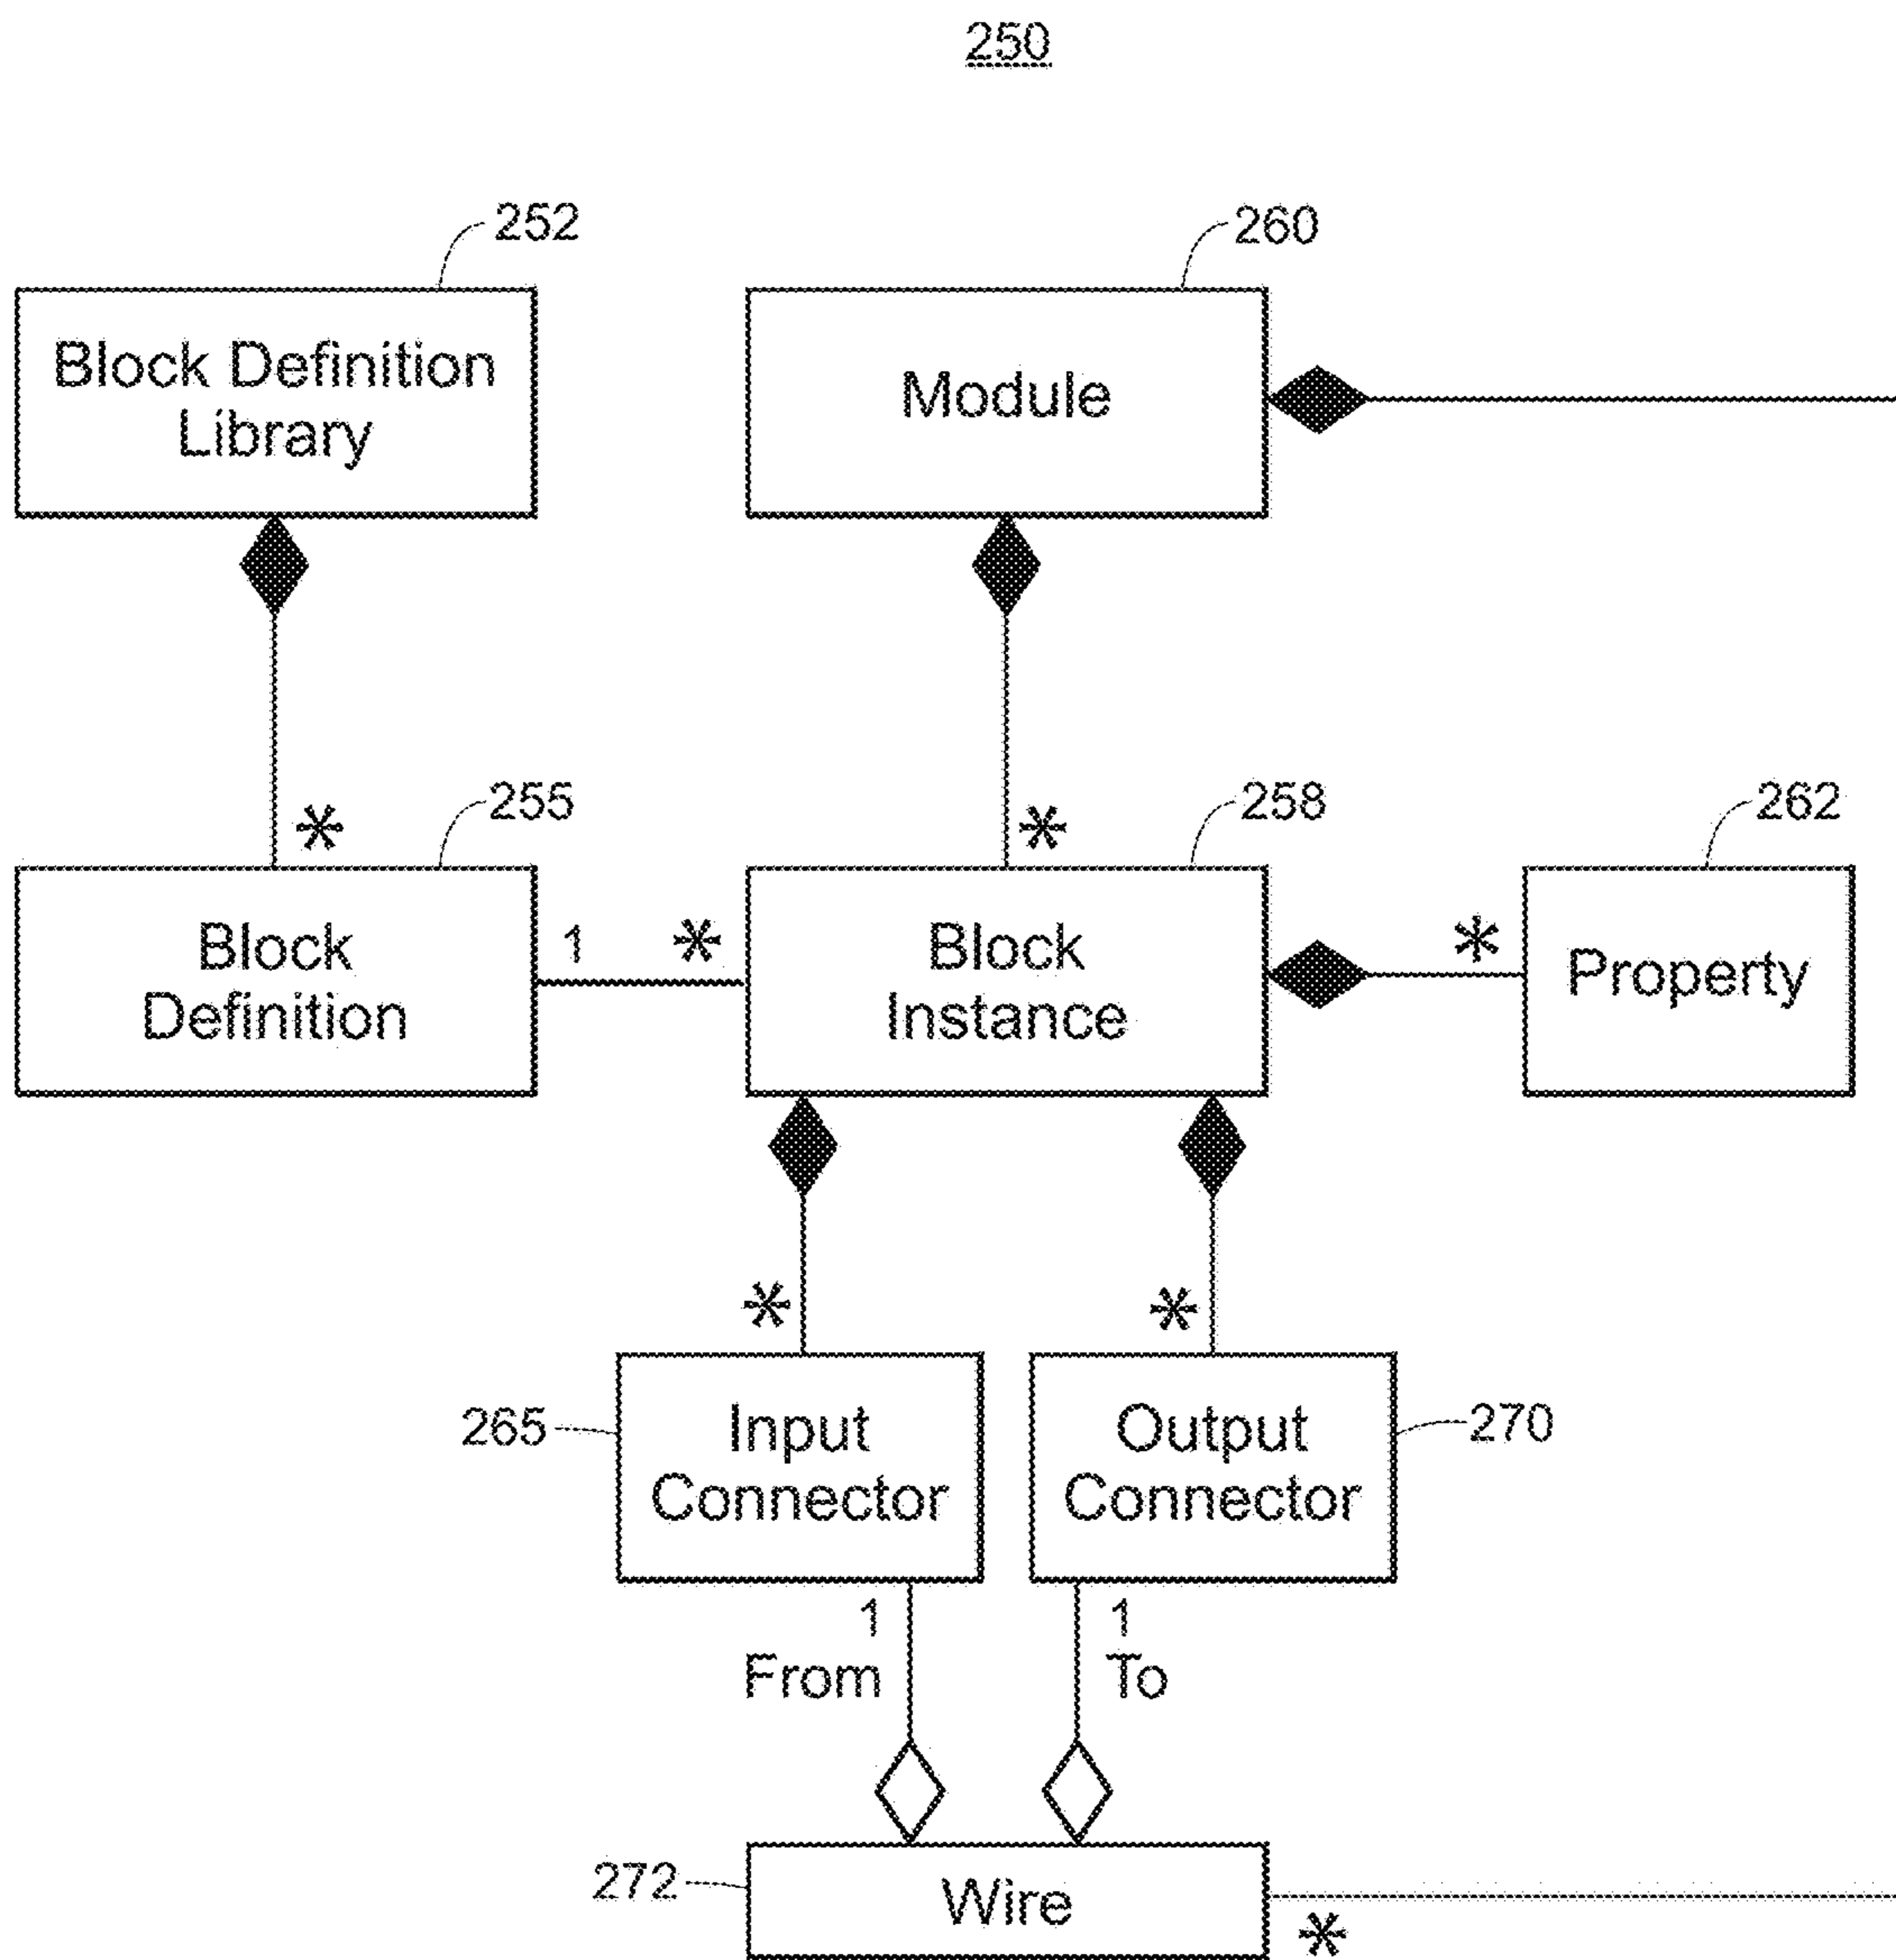 250
252
260
Block Definition
Library
Module
*
255
*
258
262
Block
Definition
1
*
Block
Instance
*
Property
*
*
265
Input
Connector
Output
Connector
270
1
From
1
To
272
Wire
*